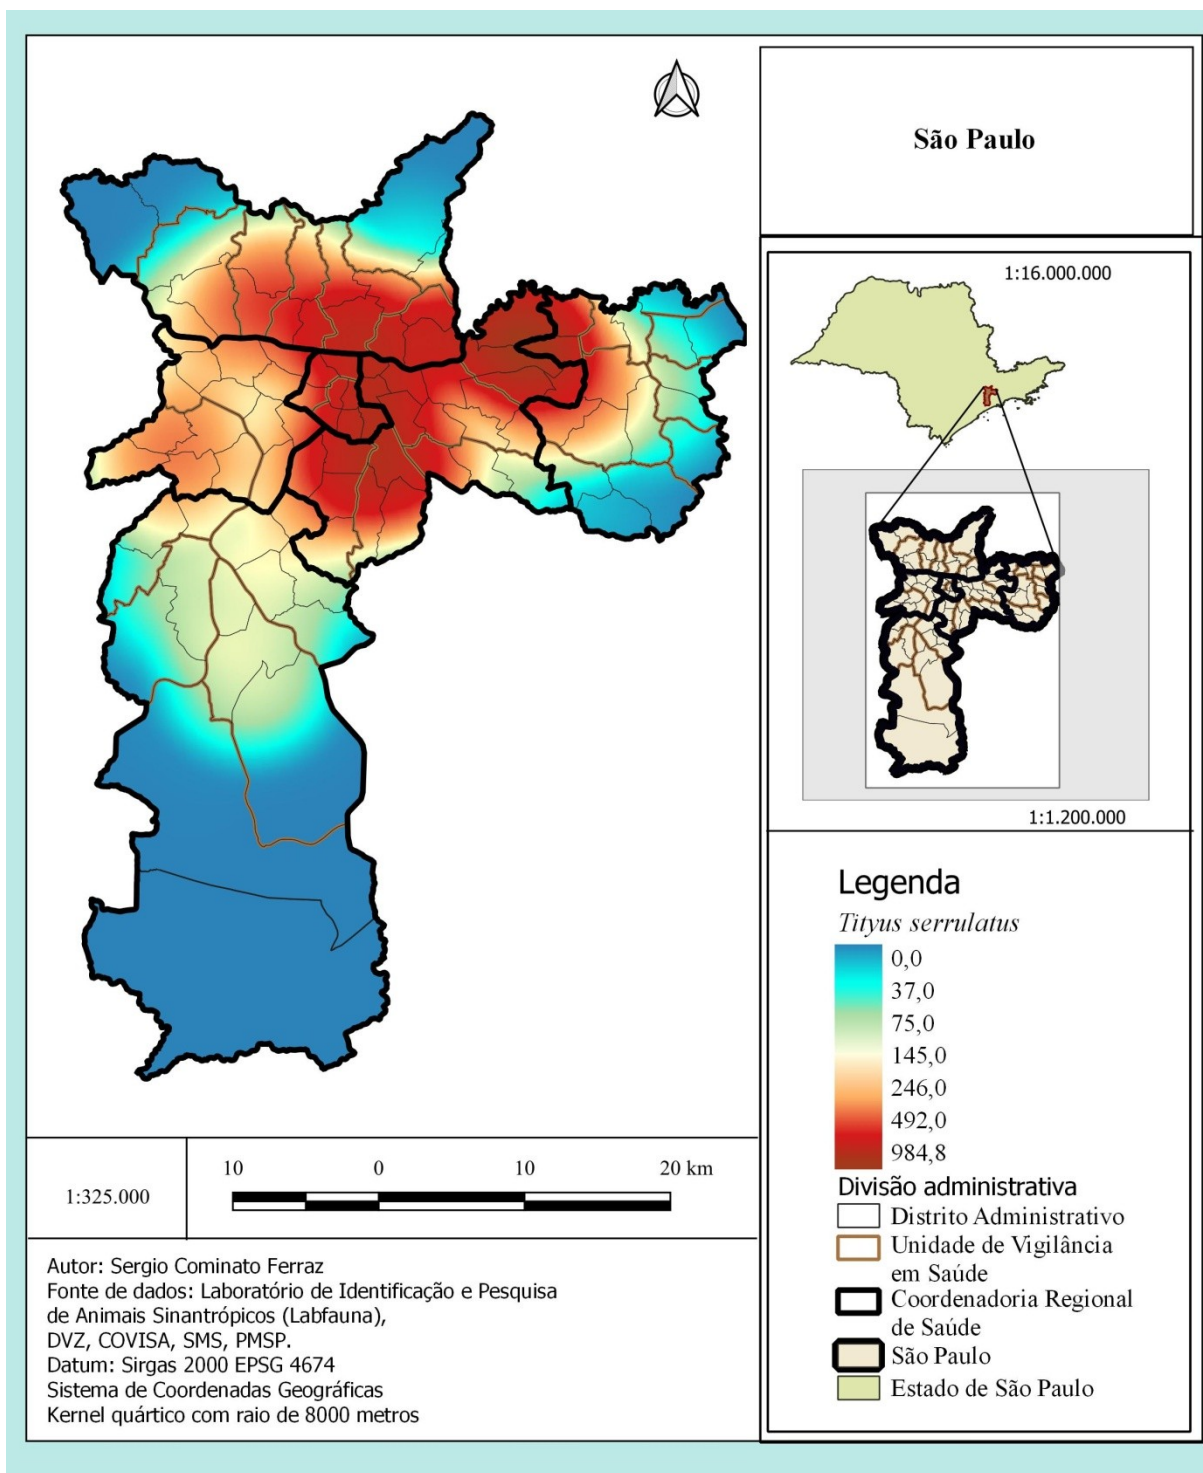 São Paulo
1:16.000.000
1:1.200.000
Legenda
Tityus serrulatus
0,0
37,0
75,0
145,0
246,0
492,0
984,8
Divisão administrativa
Distrito Administrativo
Unidade de Vigilância
em Saúde
Coordenadoria Regional
de Saúde
São Paulo
Estado de São Paulo
1:325.000
10 0 10 20 km
Autor: Sergio Cominato Ferraz
Fonte de dados: Laboratório de Identificação e Pesquisa
de Animais Sinantrópicos (Labfauna),
DVZ, COVISA, SMS, PMSP.
Datum: Sirgas 2000 EPSG 4674
Sistema de Coordenadas Geográficas
Kernel quártico com raio de 8000 metros